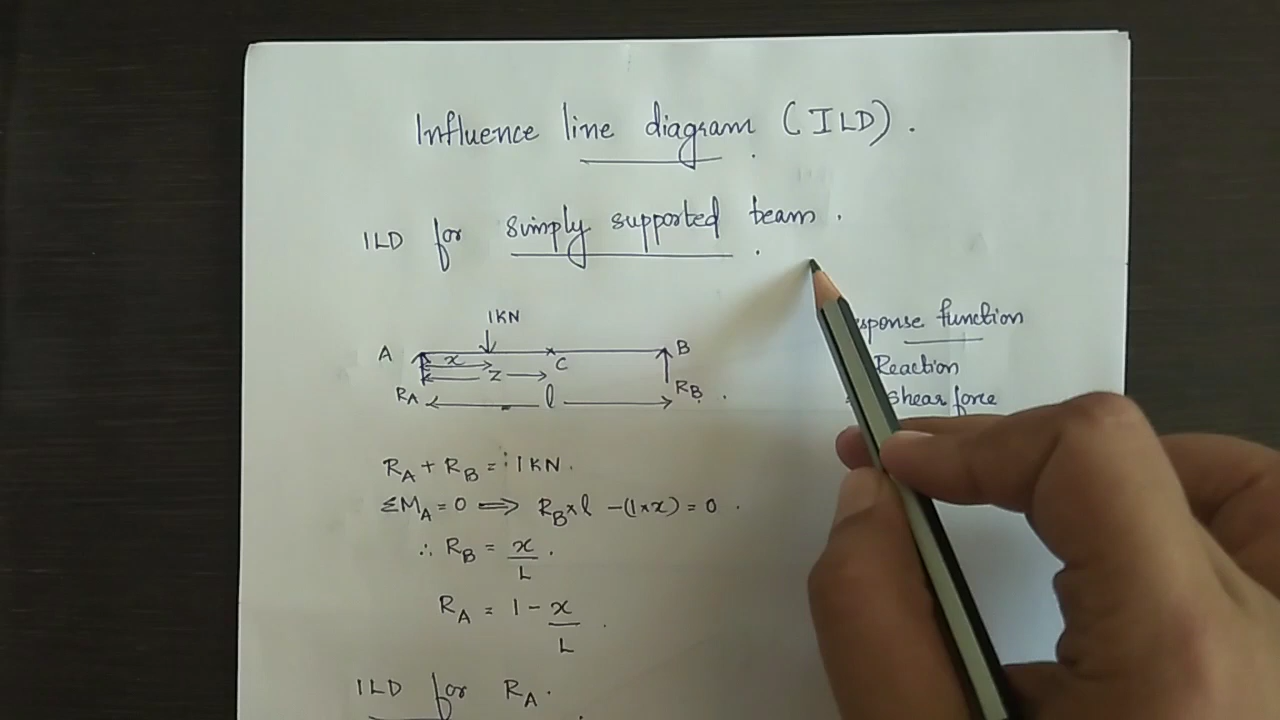 Influence line diagram (ILD).
ILD for simply supported beam.
1KN
A x C B
z
RA l RB.
function
Reaction
shear force
RA + RB = 1KN.
ΣMA = 0 ⟹ RB×l -(1×x) = 0.
∴ RB = x/L.
RA = 1 - x/L.
ILD for RA.